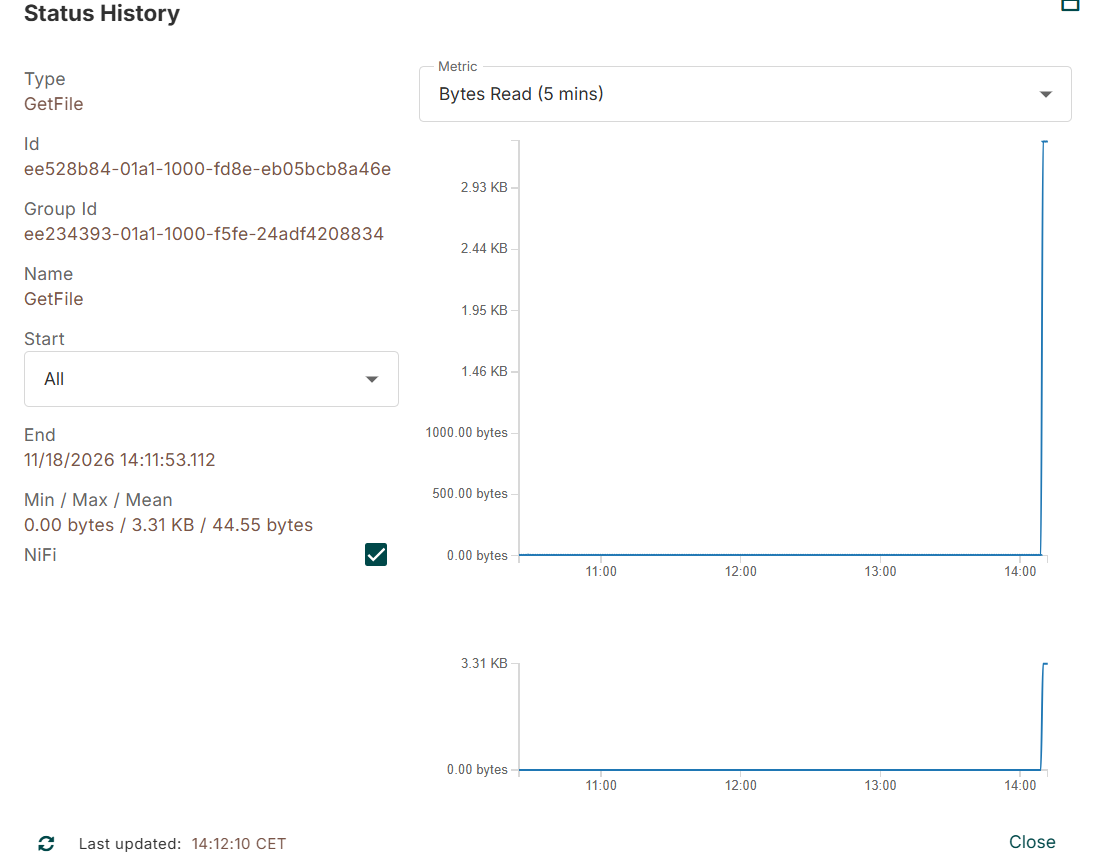 Status History
Type
GetFile
Id
ee528b84-01a1-1000-fd8e-eb05bcb8a46e
Group Id
ee234393-01a1-1000-f5fe-24adf4208834
Name
GetFile
Start
All
End
11/18/2026 14:11:53.112
Min / Max / Mean
0.00 bytes / 3.31 KB / 44.55 bytes
NiFi
Metric
Bytes Read (5 mins)
2.93 KB
2.44 KB
1.95 KB
1.46 KB
1000.00 bytes
500.00 bytes
0.00 bytes
11:00 12:00 13:00 14:00
3.31 KB
0.00 bytes
11:00 12:00 13:00 14:00
Last updated: 14:12:10 CET
Close